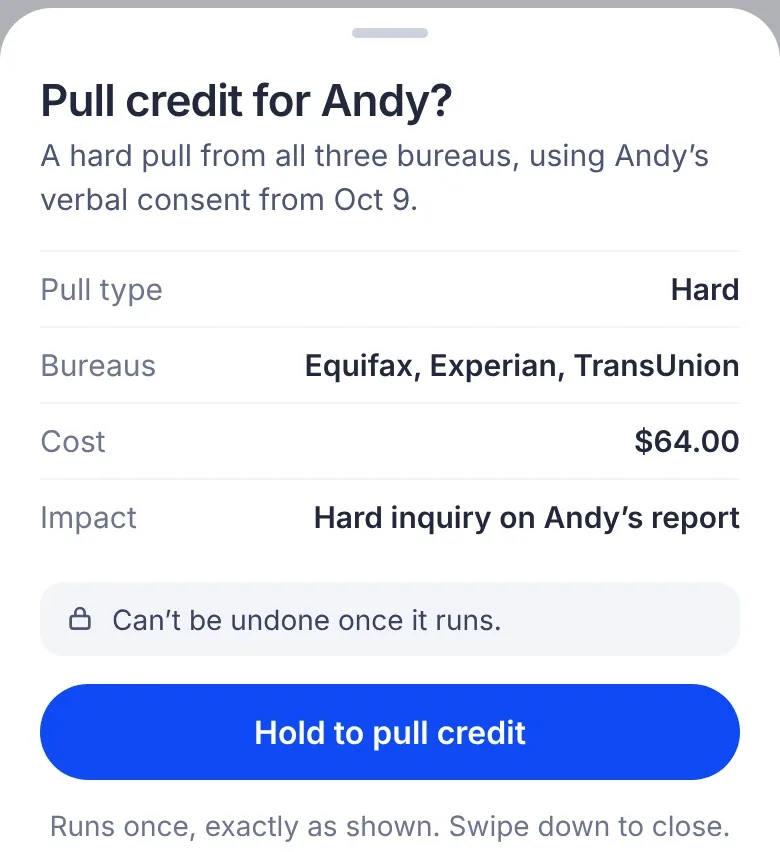 Pull credit for Andy?
A hard pull from all three bureaus, using Andy’s
verbal consent from Oct 9.
Pull type Hard
Bureaus Equifax, Experian, TransUnion
Cost $64.00
Impact Hard inquiry on Andy’s report
Can’t be undone once it runs.
Hold to pull credit
Runs once, exactly as shown. Swipe down to close.